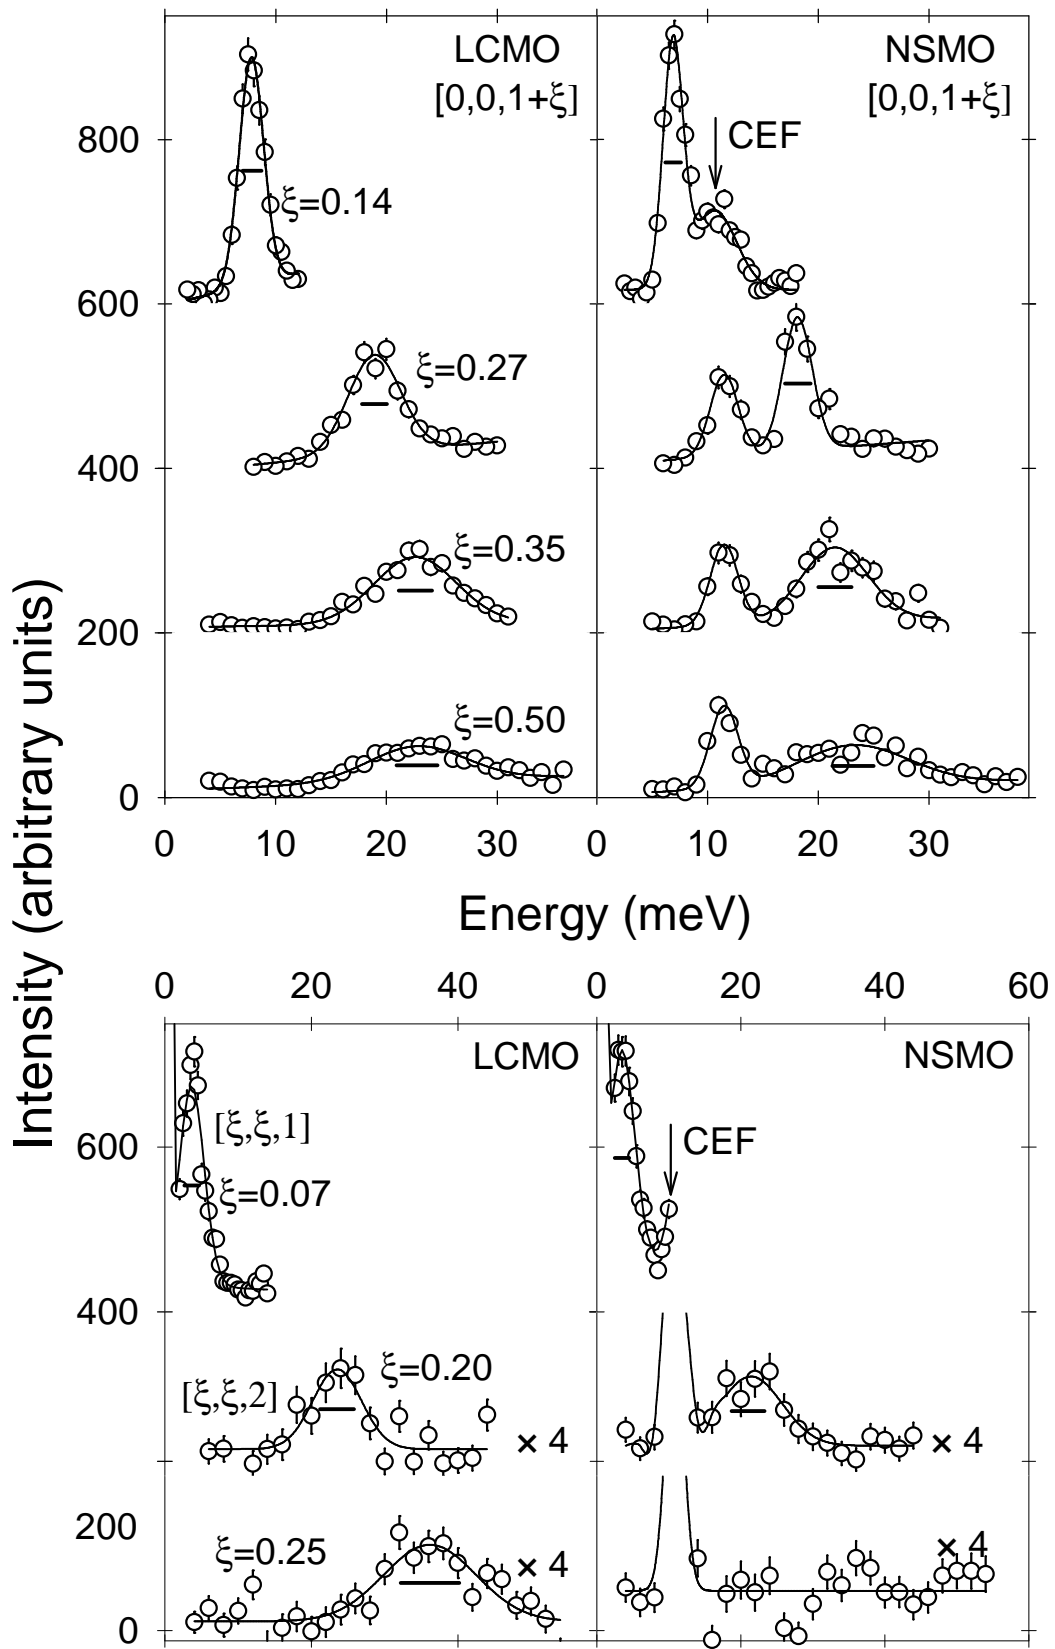 LCMO
[0,0,1+ξ]
NSMO
[0,0,1+ξ]
CEF
800
ξ=0.14
600
ξ=0.27
400
ξ=0.35
200
ξ=0.50
0
0 10 20 30 0 10 20 30
Energy (meV)
Intensity (arbitrary units)
0 20 40 0 20 40 60
LCMO
NSMO
[ξ,ξ,1]
CEF
600
ξ=0.07
400
ξ=0.20
[ξ,ξ,2]
× 4
× 4
200
ξ=0.25
× 4
× 4
0